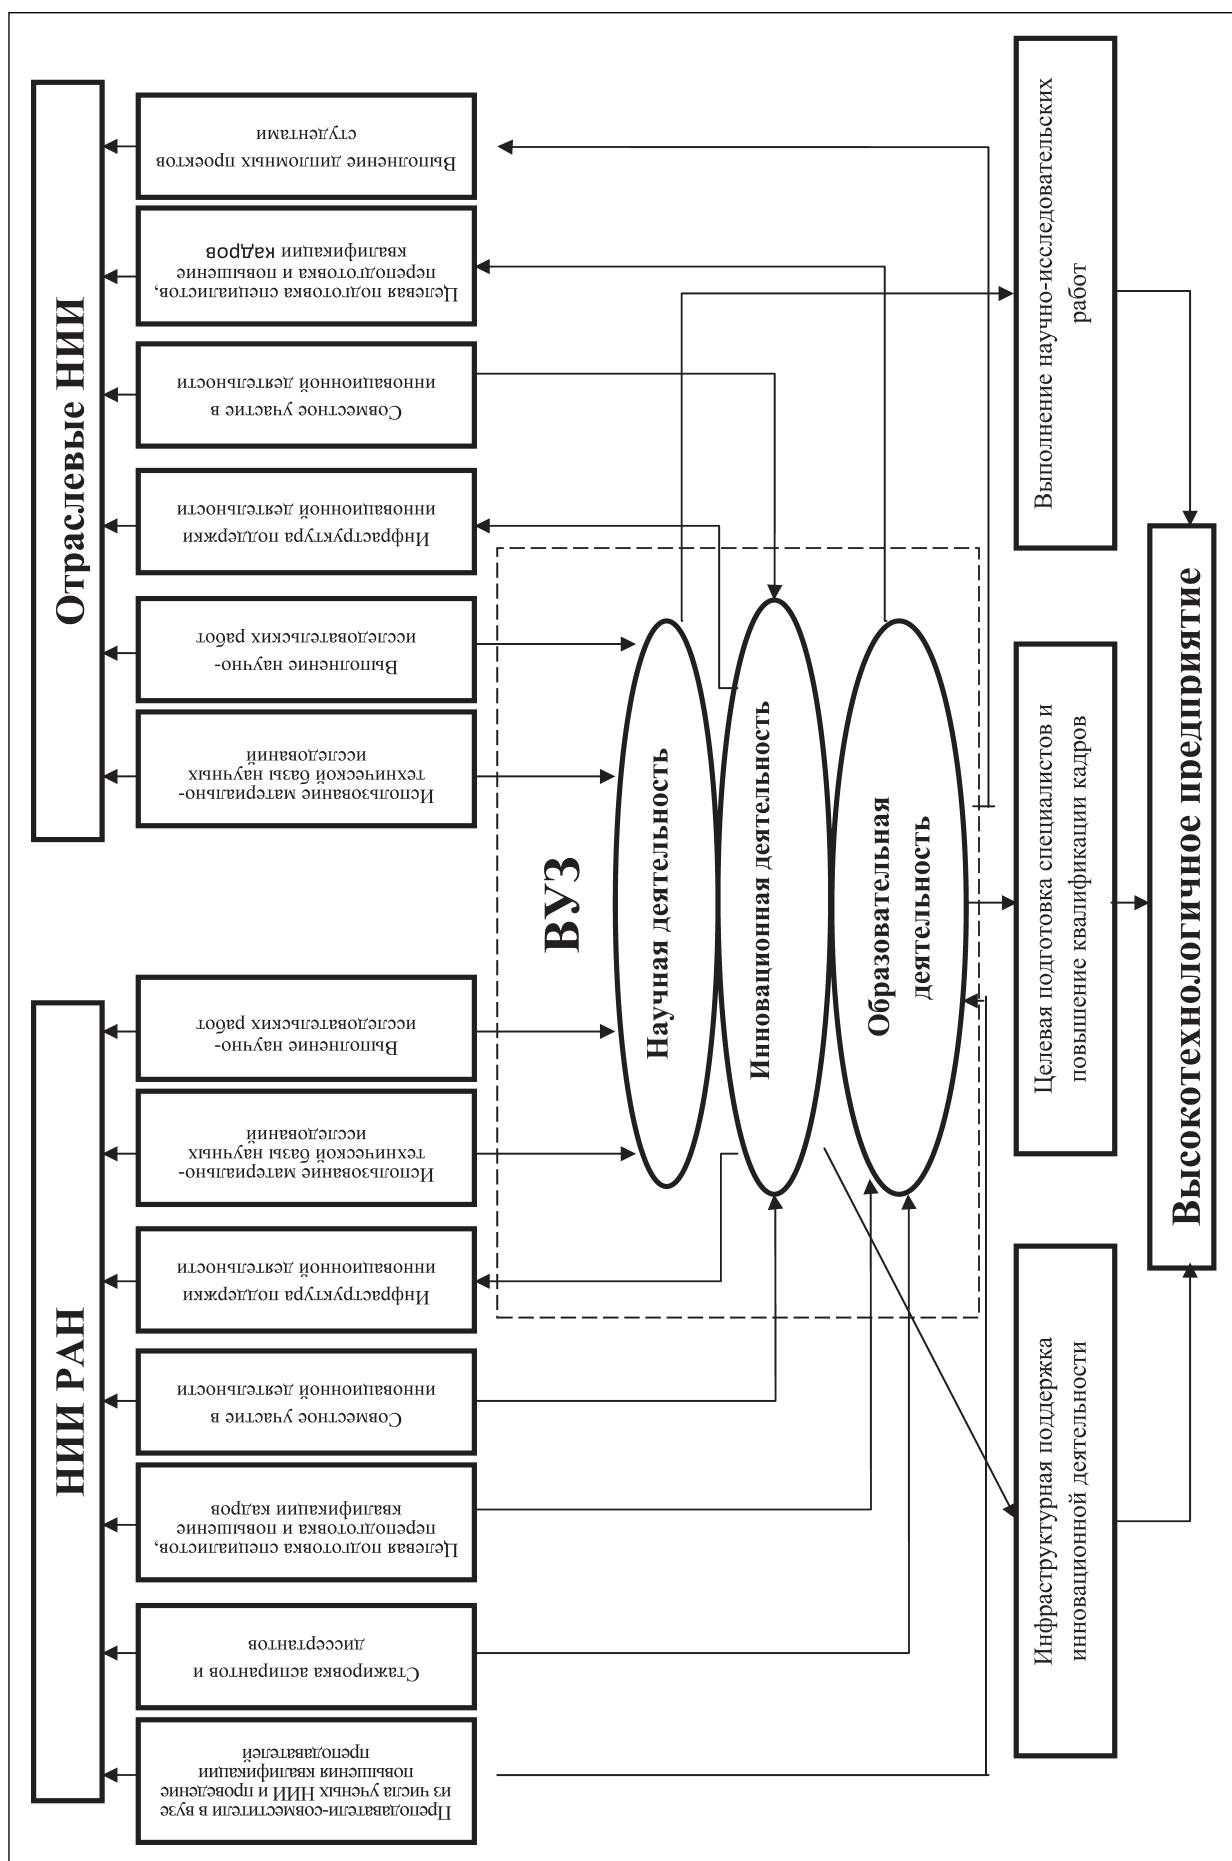 НИИ РАН
Отраслевые НИИ
Преподаватели-совместители в вузе
из числа ученых НИИ и проведение
повышения квалификации
преподавателей
Стажировка аспирантов и
диссертантов
Целевая подготовка специалистов,
переподготовка и повышение
квалификации кадров
Совместное участие в
инновационной деятельности
Инфраструктура поддержки
инновационной деятельности
Использование материально-
технической базы научных
исследований
Выполнение научно-
исследовательских работ
Использование материально-
технической базы научных
исследований
Выполнение научно-
исследовательских работ
Инфраструктура поддержки
инновационной деятельности
Совместное участие в
инновационной деятельности
Целевая подготовка специалистов,
переподготовка и повышение
квалификации кадров
Выполнение дипломных проектов
студентами
ВУЗ
Научная деятельность
Инновационная деятельность
Образовательная
деятельность
Инфраструктурная поддержка
инновационной деятельности
Целевая подготовка специалистов и
повышение квалификации кадров
Выполнение научно-исследовательских
работ
Высокотехнологичное предприятие